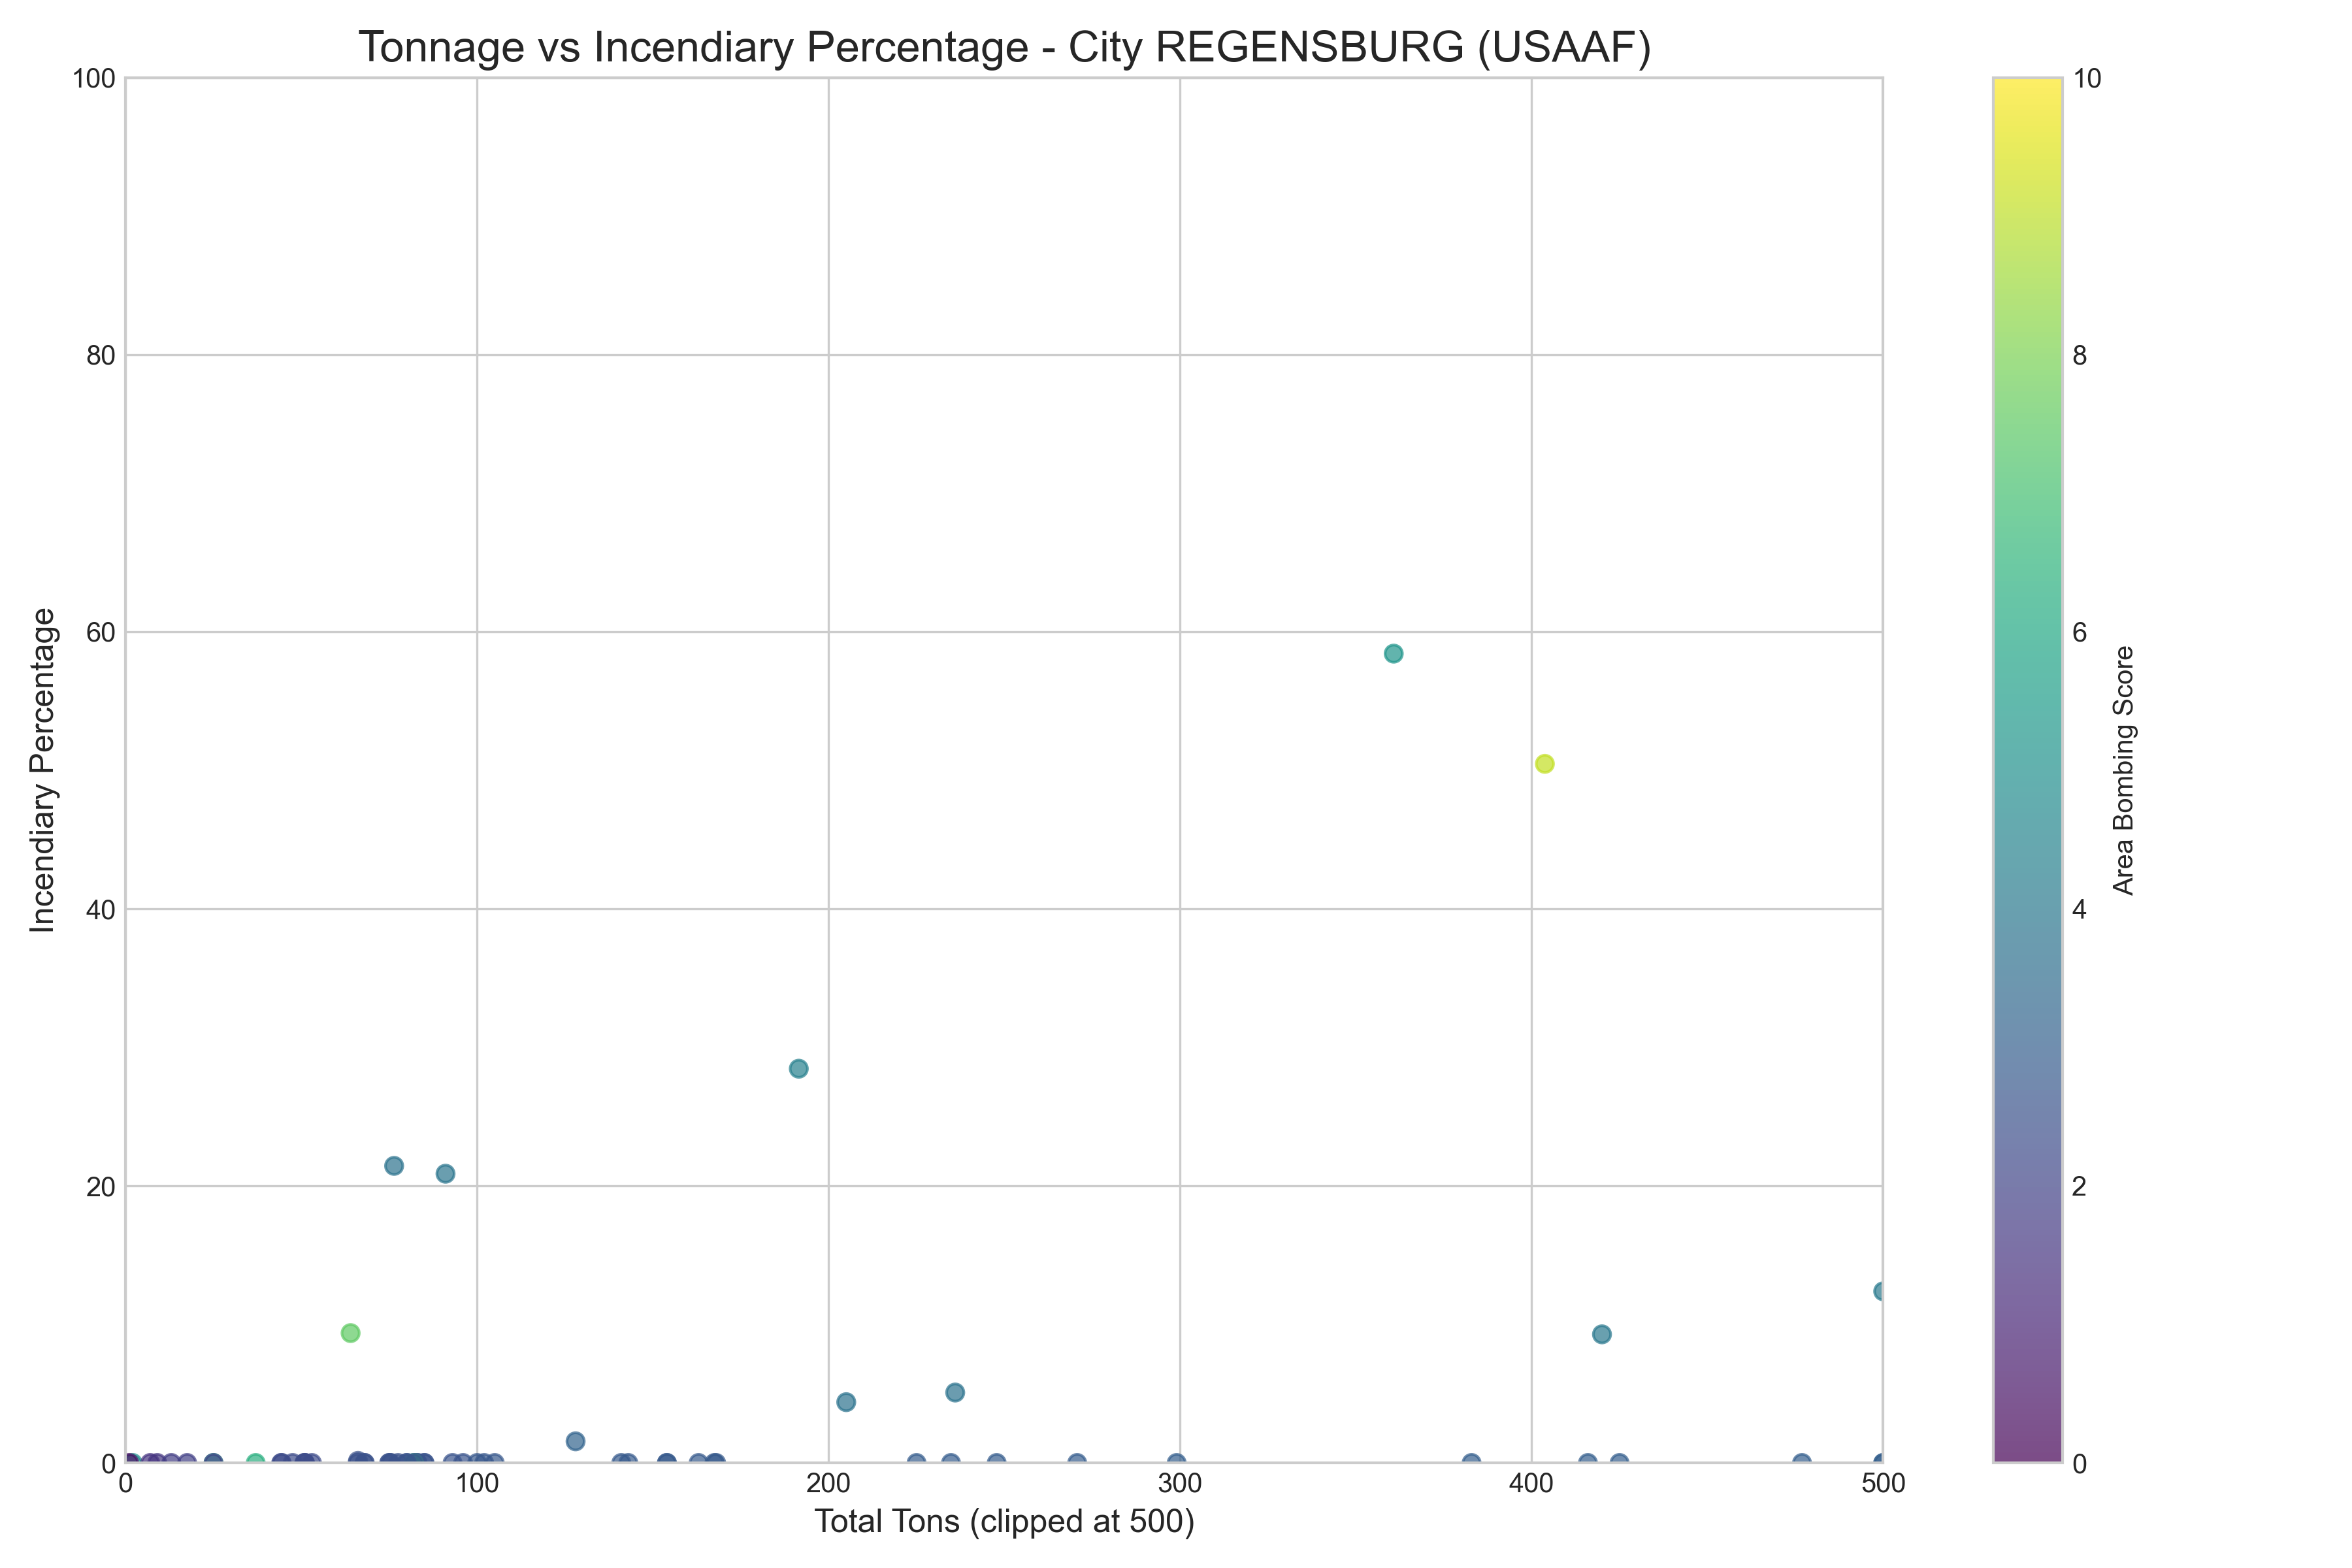 Tonnage vs Incendiary Percentage - City REGENSBURG (USAAF)
100
80
60
40
20
0
Incendiary Percentage
0 100 200 300 400 500
Total Tons (clipped at 500)
10
8
6
4
2
0
Area Bombing Score